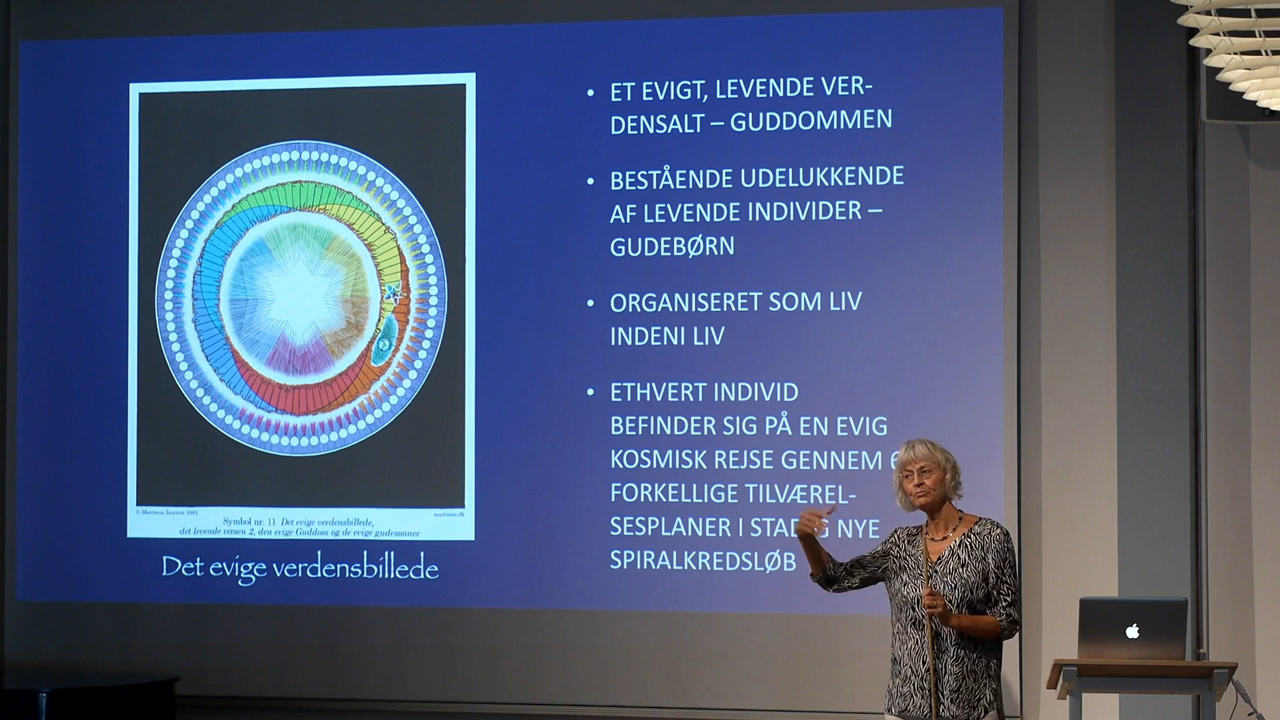 ET EVIGT, LEVENDE VER-
DENSALT – GUDDOMMEN
BESTÅENDE UDELUKKENDE
AF LEVENDE INDIVIDER –
GUDEBØRN
ORGANISERET SOM LIV
INDENI LIV
ETHVERT INDIVID
BEFINDER SIG PÅ EN EVIG
KOSMISK REJSE GENNEM 6
FORKELLIGE TILVÆREL-
SESPLANER I NYE
SPIRALKREDSLØB
© Martinus Institut 1981
martinus.dk
Symbol nr. 11 Det evige verdensbillede,
det levende væsen 2, den evige Guddom og de evige gudesønner
Det evige verdensbillede